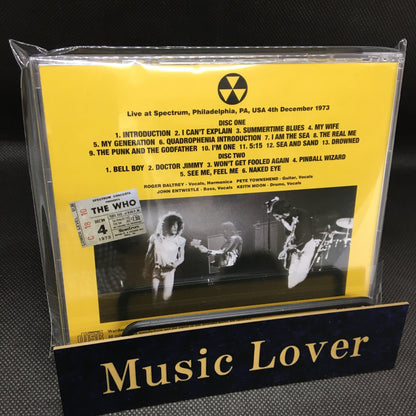 Live at Spectrum, Philadelphia, PA, USA 4th December 1973
DISC ONE
1. INTRODUCTION 2. I CAN'T EXPLAIN 3. SUMMERTIME BLUES 4. MY WIFE
5. MY GENERATION 6. QUADROPHENIA INTRODUCTION 7. I AM THE SEA 8. THE REAL ME
9. THE PUNK AND THE GODFATHER 10. I'M ONE 11. 5:15 12. SEA AND SAND 13. DROWNED
DISC TWO
1. BELL BOY 2. DOCTOR JIMMY 3. WON'T GET FOOLED AGAIN 4. PINBALL WIZARD
5. SEE ME, FEEL ME 6. NAKED EYE
ROGER DALTREY - Vocals, Harmonica PETE TOWNSHEND - Guitar, Vocals
JOHN ENTWISTLE - Bass, Vocals KEITH MOON - Drums, Vocals
SPECTRUM CONCERTS
THE WHO
4
1973
Music Lover